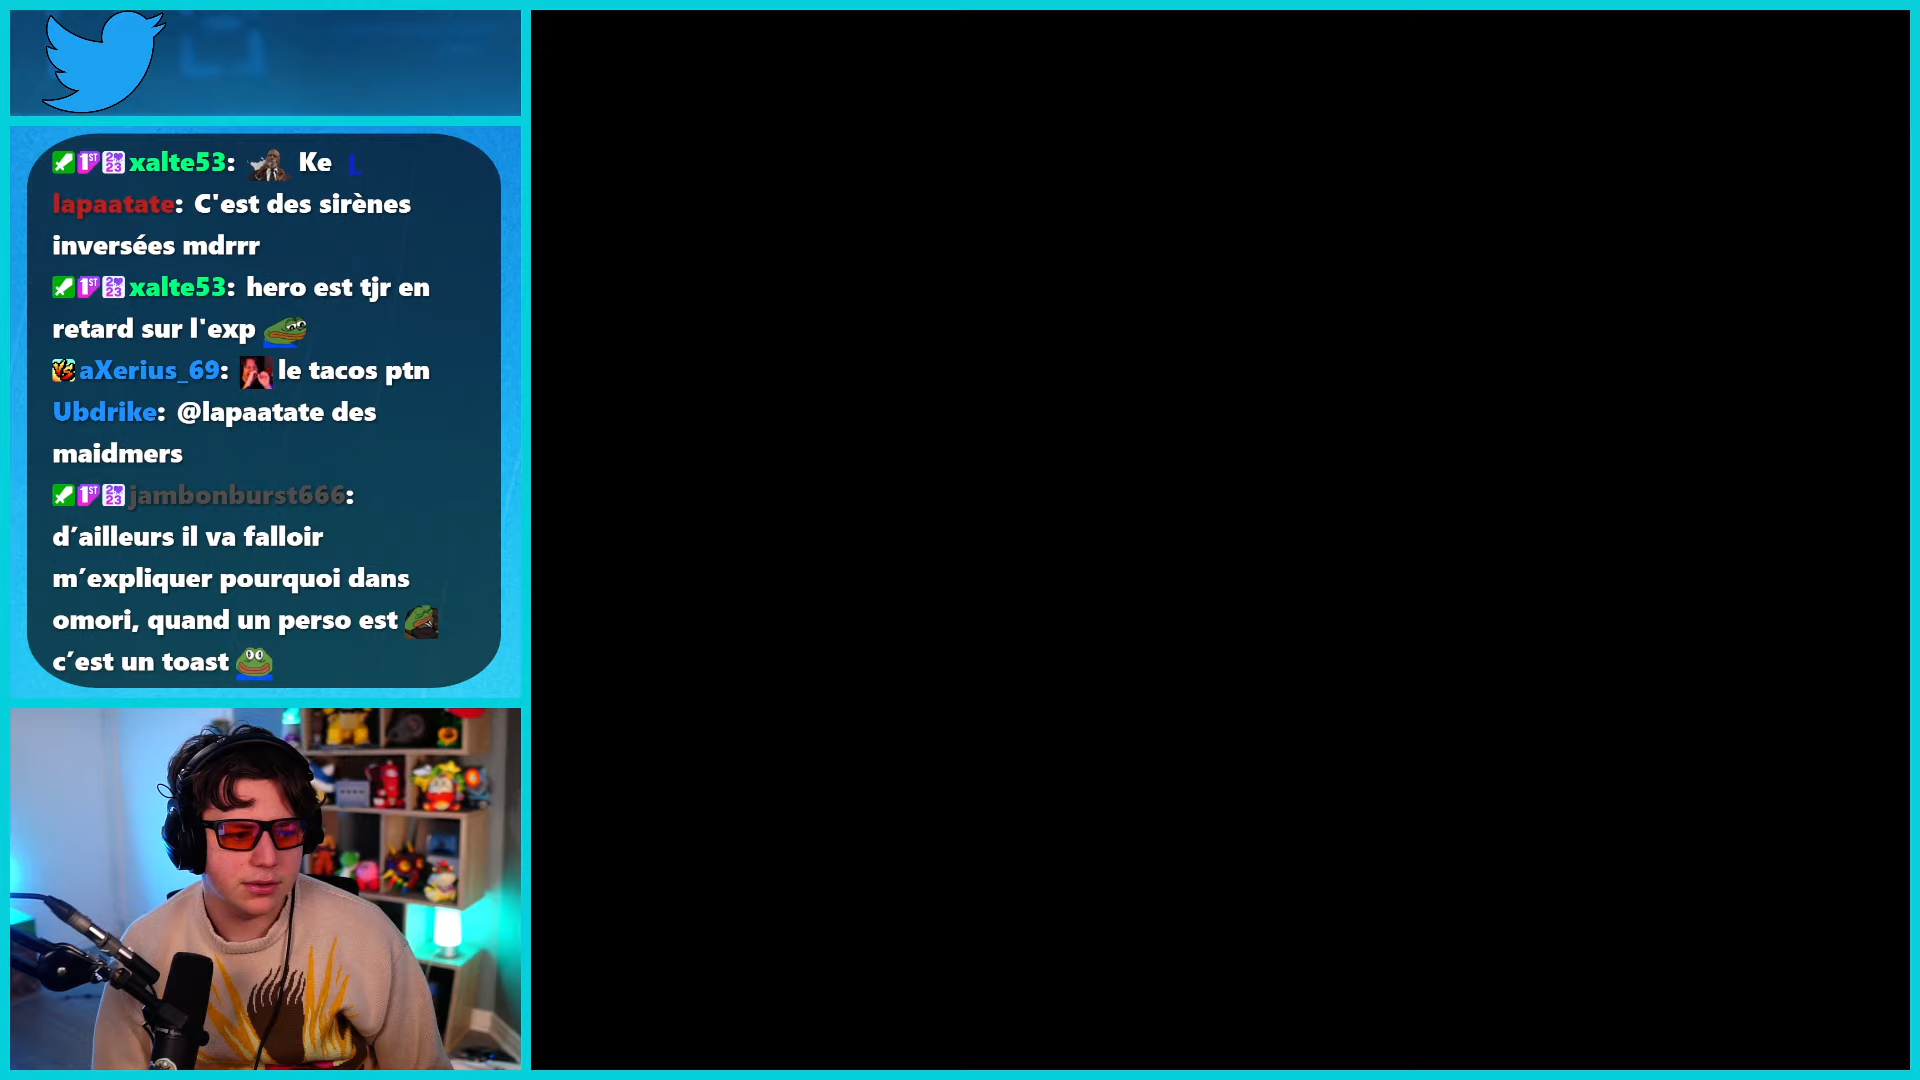 xalte53: Ke L
lapaatate: C'est des sirènes
inversées mdrrr
xalte53: hero est tjr en
retard sur l'exp
aXerius_69: le tacos ptn
Ubdrike: @lapaatate des
maidmers
jambonburst666:
d’ailleurs il va falloir
m’expliquer pourquoi dans
omori, quand un perso est
c’est un toast